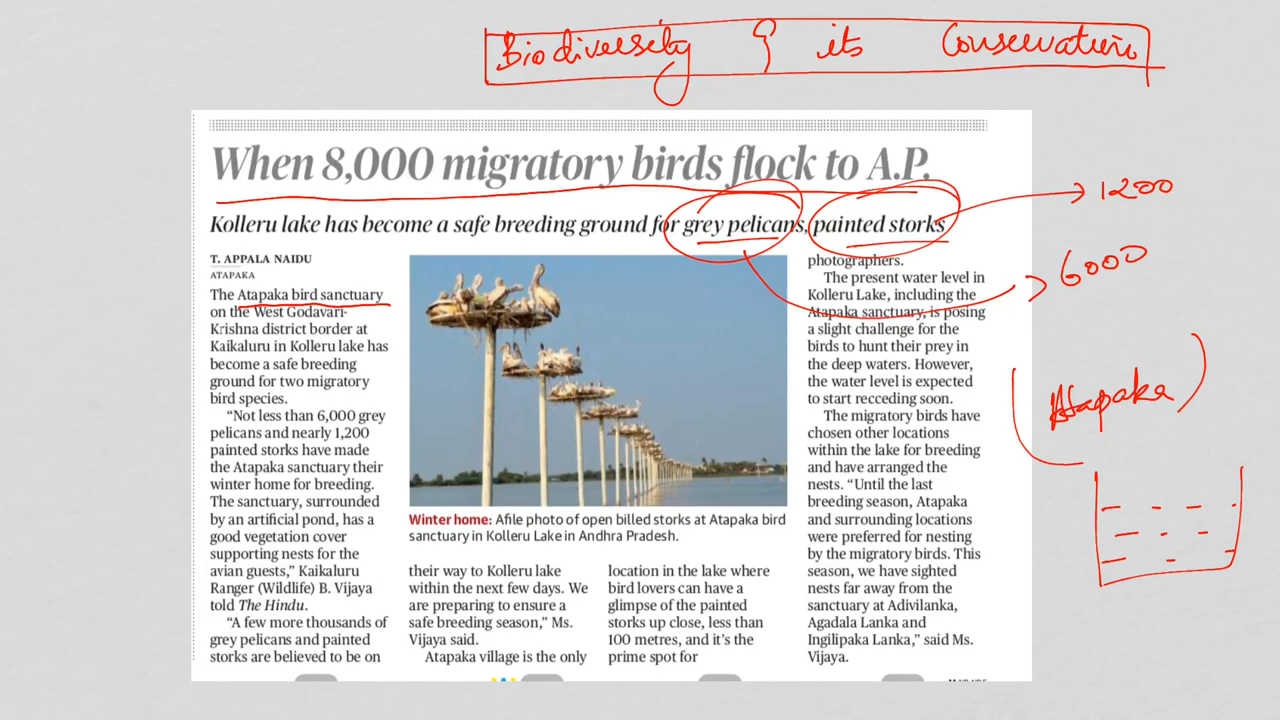 Biodiversity & its Conservation
When 8,000 migratory birds flock to A.P.
Kolleru lake has become a safe breeding ground for grey pelicans, painted storks
T. APPALA NAIDU
ATAPAKA
The Atapaka bird sanctuary
on the West Godavari-
Krishna district border at
Kaikaluru in Kolleru lake has
become a safe breeding
ground for two migratory
bird species.
“Not less than 6,000 grey
pelicans and nearly 1,200
painted storks have made
the Atapaka sanctuary their
winter home for breeding.
The sanctuary, surrounded
by an artificial pond, has a
good vegetation cover
supporting nests for the
avian guests,” Kaikaluru
Ranger (Wildlife) B. Vijaya
told The Hindu.
“A few more thousands of
grey pelicans and painted
storks are believed to be on
Winter home: Afile photo of open billed storks at Atapaka bird
sanctuary in Kolleru Lake in Andhra Pradesh.
their way to Kolleru lake
within the next few days. We
are preparing to ensure a
safe breeding season,” Ms.
Vijaya said.
Atapaka village is the only
location in the lake where
bird lovers can have a
glimpse of the painted
storks up close, less than
100 metres, and it’s the
prime spot for
photographers.
The present water level in
Kolleru Lake, including the
Atapaka sanctuary, is posing
a slight challenge for the
birds to hunt their prey in
the deep waters. However,
the water level is expected
to start recceding soon.
The migratory birds have
chosen other locations
within the lake for breeding
and have arranged the
nests. “Until the last
breeding season, Atapaka
and surrounding locations
were preferred for nesting
by the migratory birds. This
season, we have sighted
nests far away from the
sanctuary at Adivilanka,
Agadala Lanka and
Ingilipaka Lanka,” said Ms.
Vijaya.
1200
6000
(Atapaka)